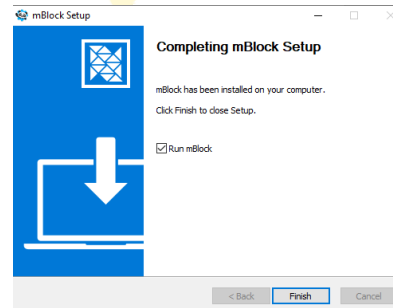 mBlock Setup
Completing mBlock Setup
mBlock has been installed on your computer.
Click Finish to close Setup.
Run mBlock
< Back
Finish
Cancel